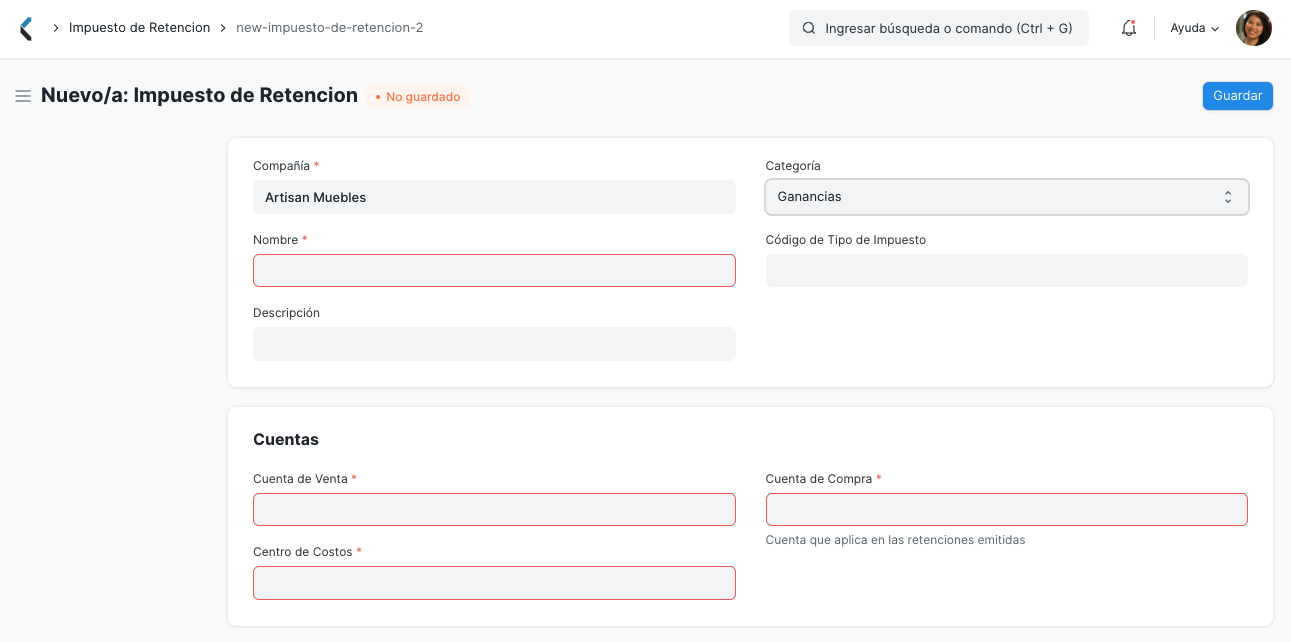 Impuesto de Retencion
new-impuesto-de-retencion-2
Ingresar búsqueda o comando (Ctrl + G)
Ayuda
Nuevo/a: Impuesto de Retencion
• No guardado
Guardar
Compañía *
Artisan Muebles
Categoría
Ganancias
Nombre *
Código de Tipo de Impuesto
Descripción
Cuentas
Cuenta de Venta *
Cuenta de Compra *
Cuenta que aplica en las retenciones emitidas
Centro de Costos *